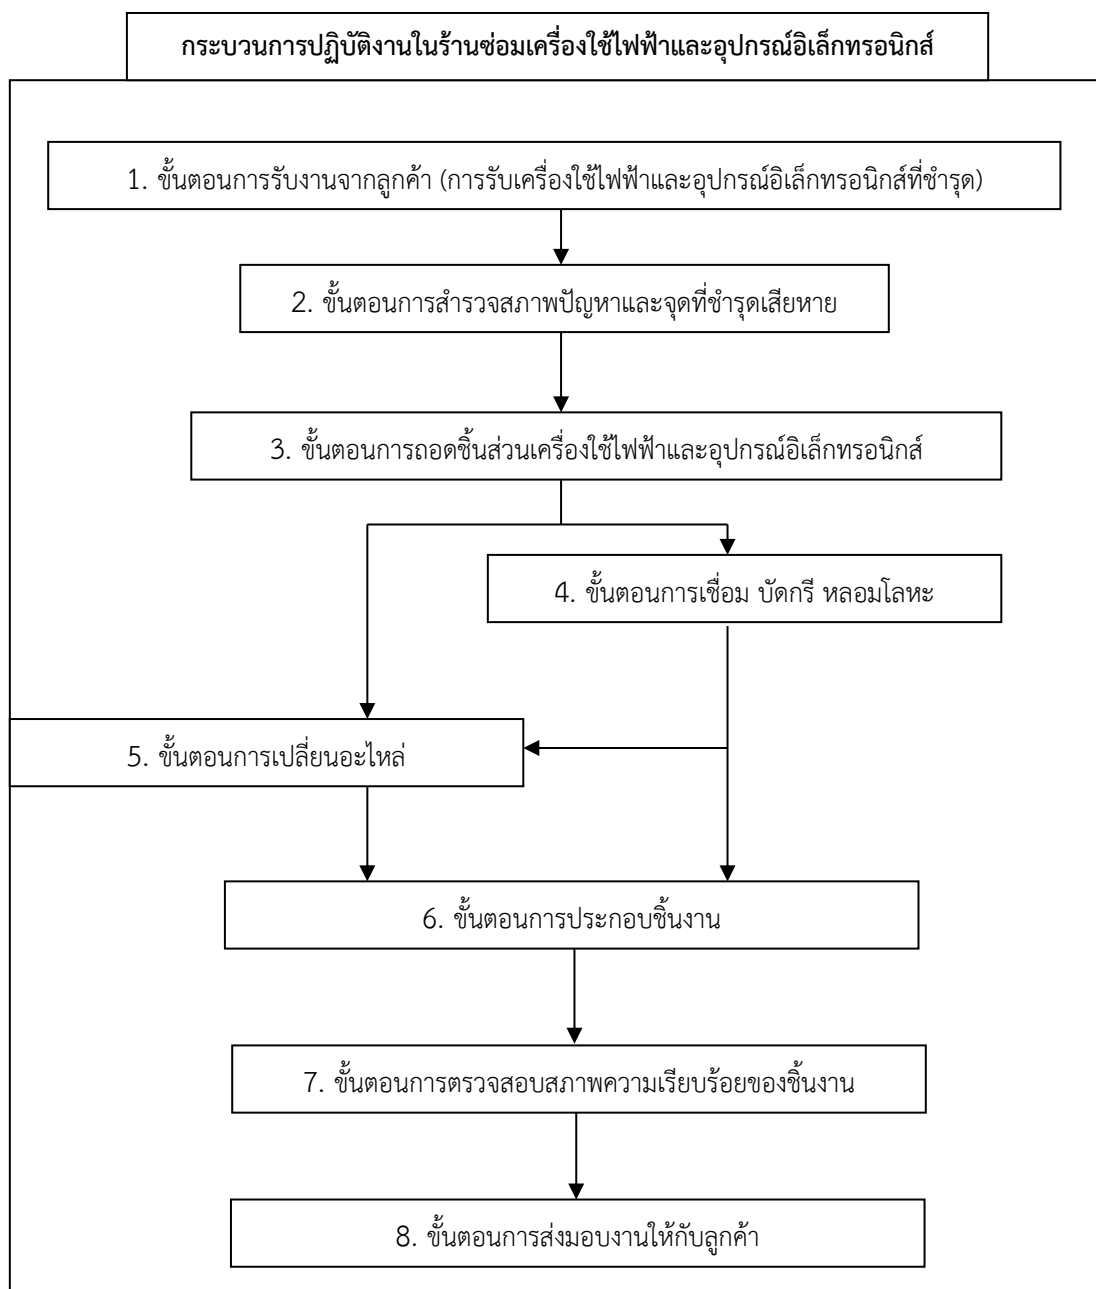 กระบวนการปฏิบัติงานในร้านซ่อมเครื่องใช้ไฟฟ้าและอุปกรณ์อิเล็กทรอนิกส์
1. ขั้นตอนการรับงานจากลูกค้า (การรับเครื่องใช้ไฟฟ้าและอุปกรณ์อิเล็กทรอนิกส์ที่ชำรุด)
2. ขั้นตอนการสำรวจสภาพปัญหาและจุดที่ชำรุดเสียหาย
3. ขั้นตอนการถอดชิ้นส่วนเครื่องใช้ไฟฟ้าและอุปกรณ์อิเล็กทรอนิกส์
4. ขั้นตอนการเชื่อม บัดกรี หลอมโลหะ
5. ขั้นตอนการเปลี่ยนอะไหล่
6. ขั้นตอนการประกอบชิ้นงาน
7. ขั้นตอนการตรวจสอบสภาพความเรียบร้อยของชิ้นงาน
8. ขั้นตอนการส่งมอบงานให้กับลูกค้า